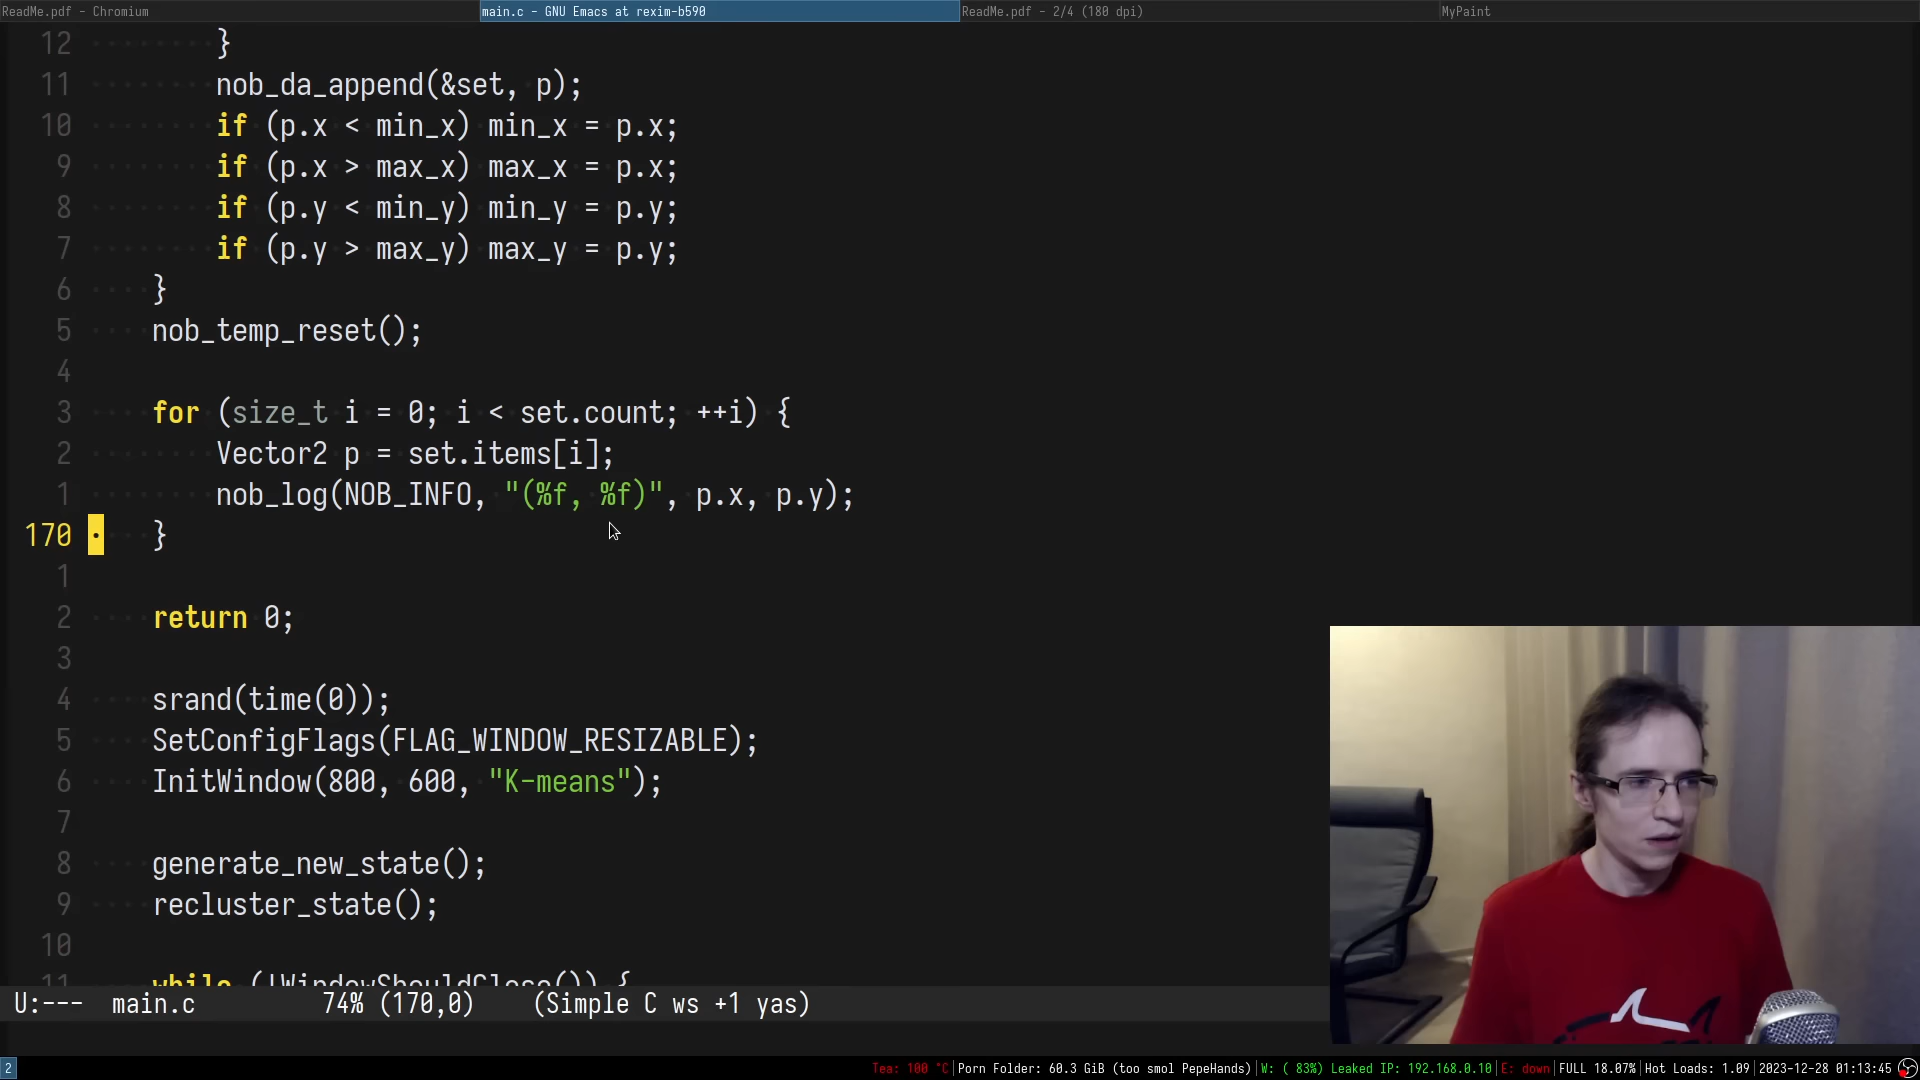 ReadMe.pdf - Chromium
main.c - GNU Emacs at rexim-b590
ReadMe.pdf - 2/4 (180 dpi)
MyPaint
12 }
11 nob_da_append(&set, p);
10 if (p.x < min_x) min_x = p.x;
9 if (p.x > max_x) max_x = p.x;
8 if (p.y < min_y) min_y = p.y;
7 if (p.y > max_y) max_y = p.y;
6 }
5 nob_temp_reset();
4
3 for (size_t i = 0; i < set.count; ++i) {
2 Vector2 p = set.items[i];
1 nob_log(NOB_INFO, "(%f, %f)", p.x, p.y);
170 }
1
2 return 0;
3
4 srand(time(0));
5 SetConfigFlags(FLAG_WINDOW_RESIZABLE);
6 InitWindow(800, 600, "K-means");
7
8 generate_new_state();
9 recluster_state();
10
11 while (!WindowShouldClose()) {
U:--- main.c 74% (170,0) (Simple C ws +1 yas)
2 Tea: 100 °C|Porn Folder: 60.3 GiB (too smol PepeHands)|W: ( 83%) Leaked IP: 192.168.0.10|E: down|FULL 18.07%|Hot Loads: 1.09|2023-12-28 01:13:45